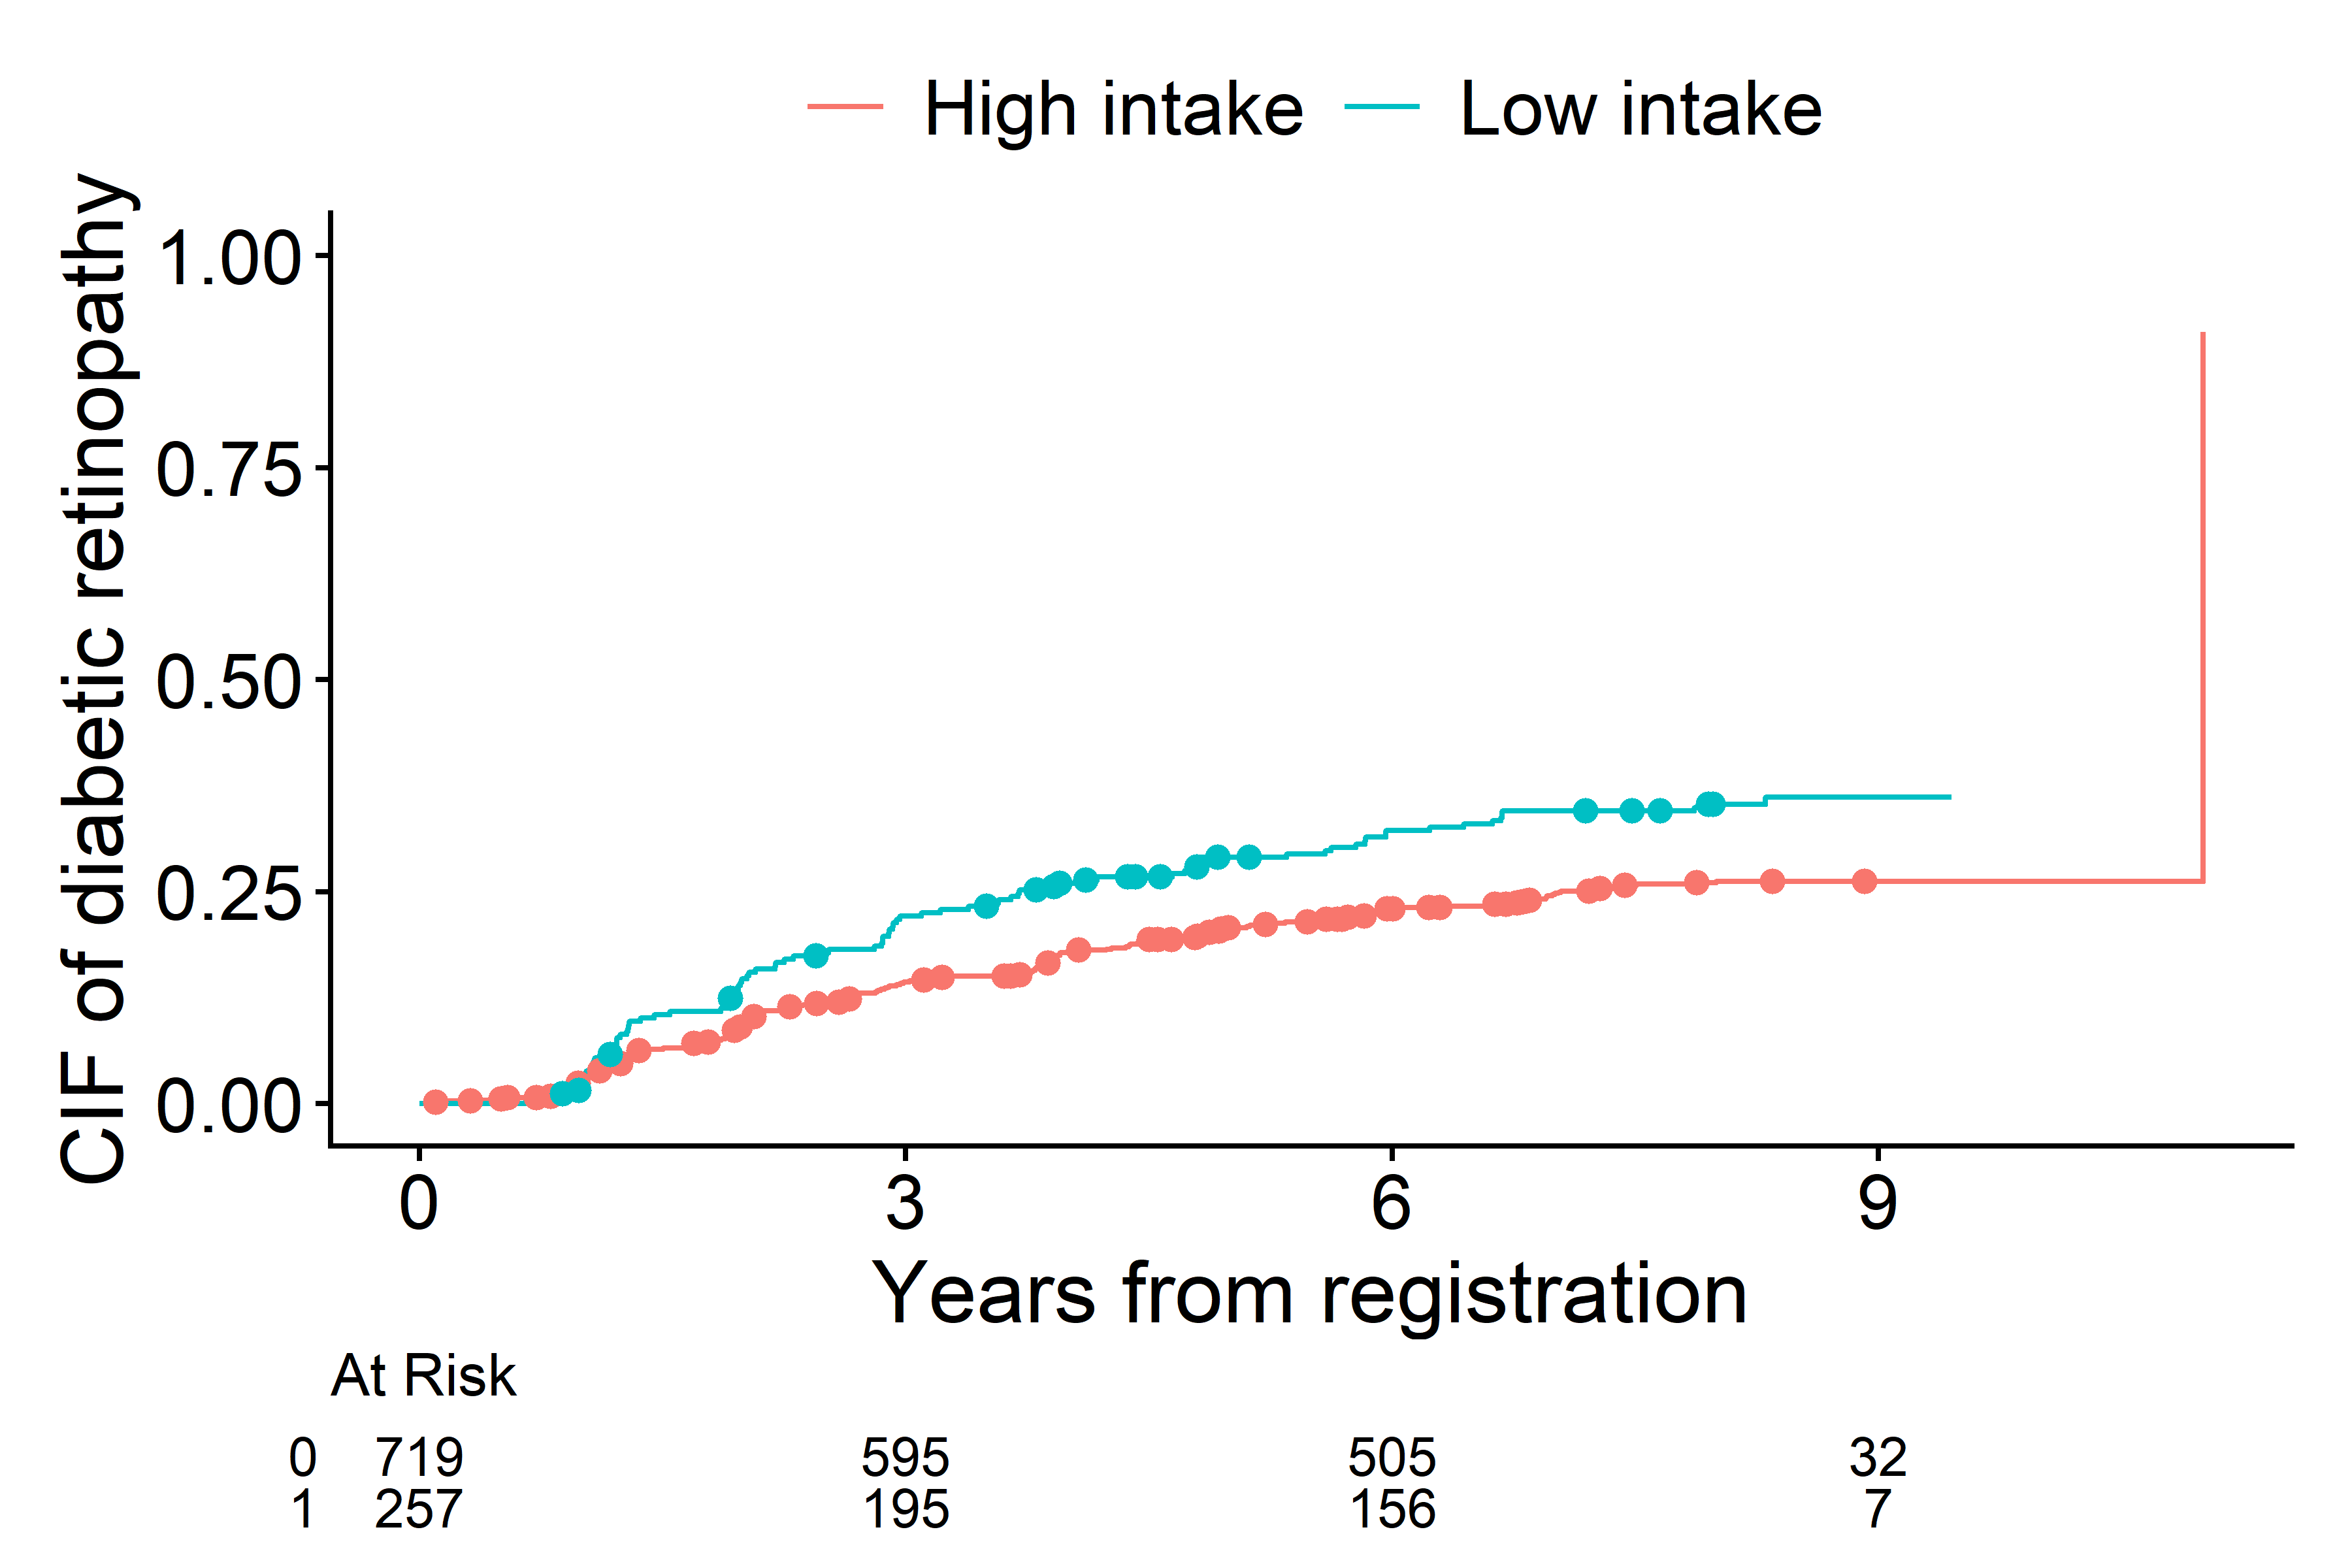 High intake Low intake
CIF of diabetic retinopathy
1.00
0.75
0.50
0.25
0.00
0 3 6 9
Years from registration
At Risk
0 719 595 505 32
1 257 195 156 7